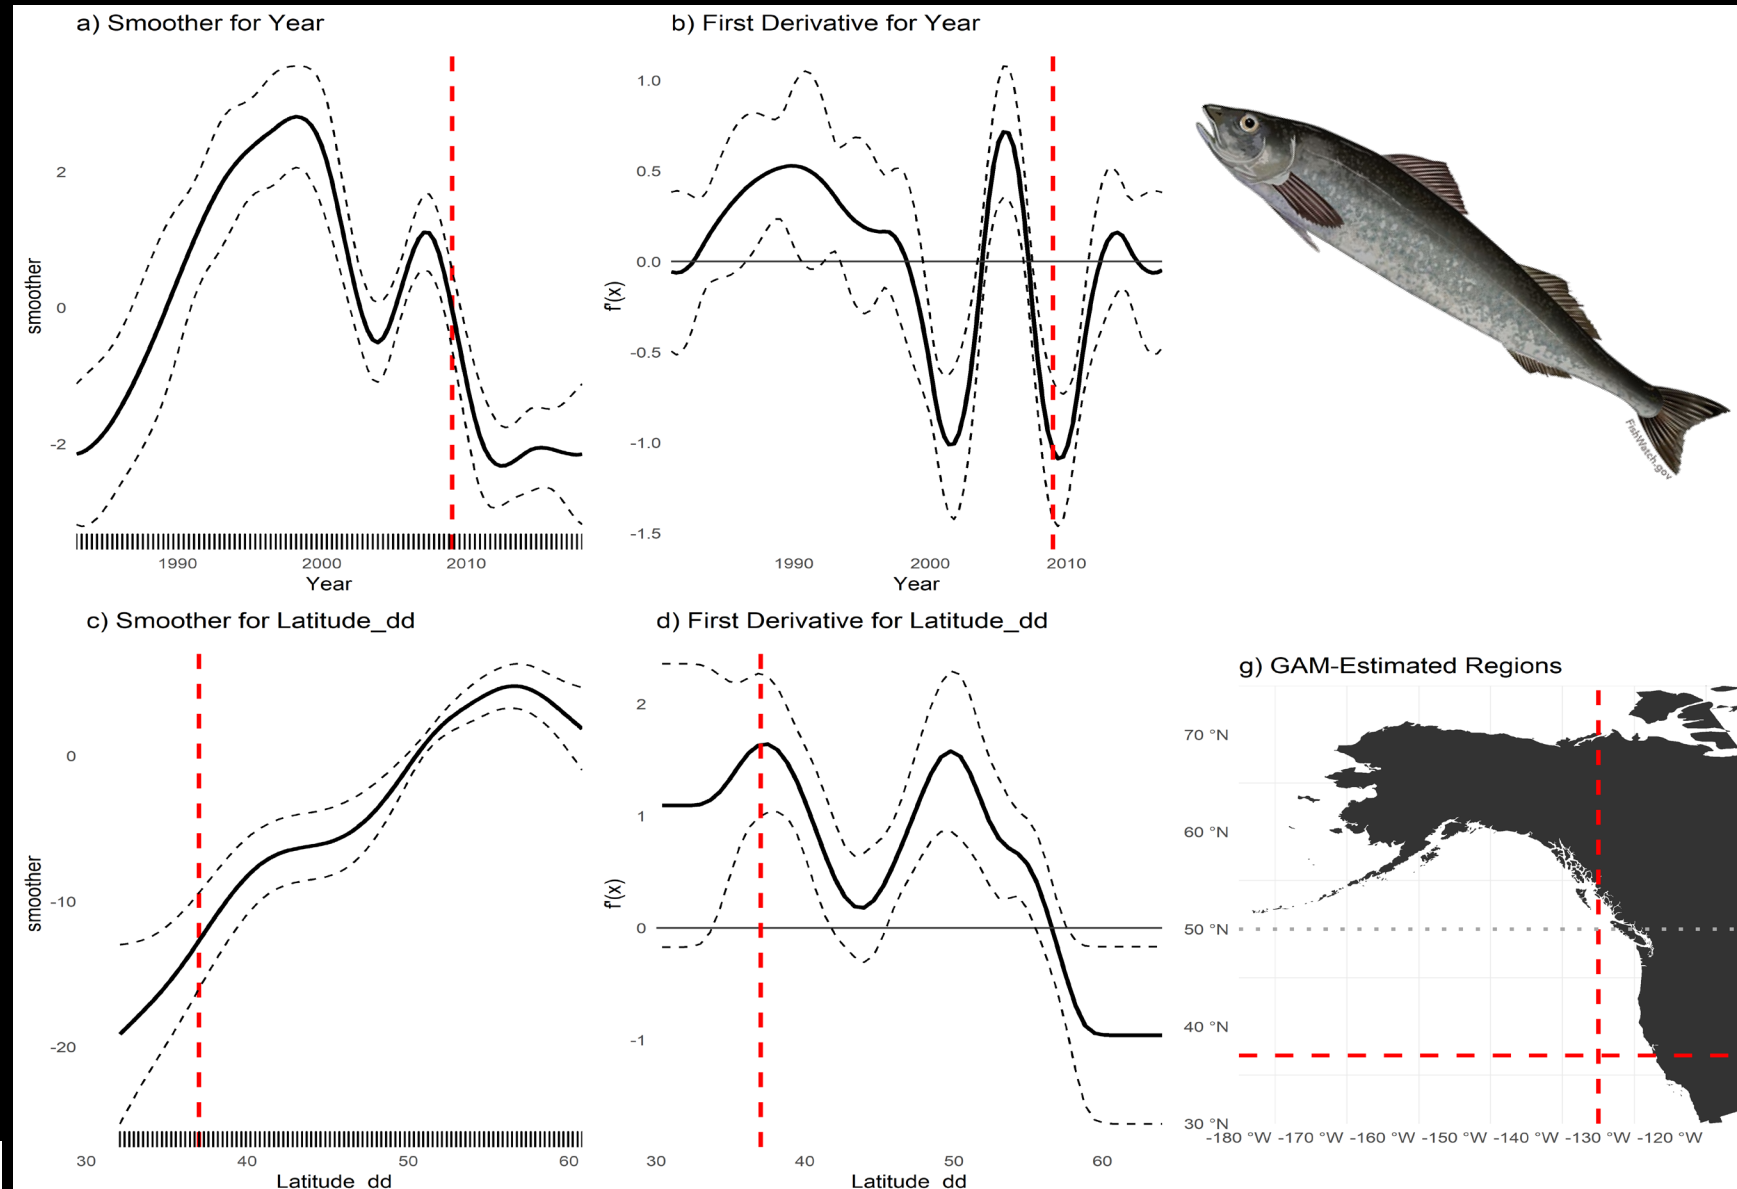 a) Smoother for Year
b) First Derivative for Year
smoother
2
0
-2
1990 2000 2010
Year
f'(x)
1.0
0.5
0.0
-0.5
-1.0
-1.5
1990 2000 2010
Year
FishWatch.gov
c) Smoother for Latitude_dd
d) First Derivative for Latitude_dd
g) GAM-Estimated Regions
smoother
0
-10
-20
30 40 50 60
Latitude_dd
f'(x)
2
1
0
-1
30 40 50 60
Latitude_dd
70 °N
60 °N
50 °N
40 °N
30 °N
-180 °W -170 °W -160 °W -150 °W -140 °W -130 °W -120 °W